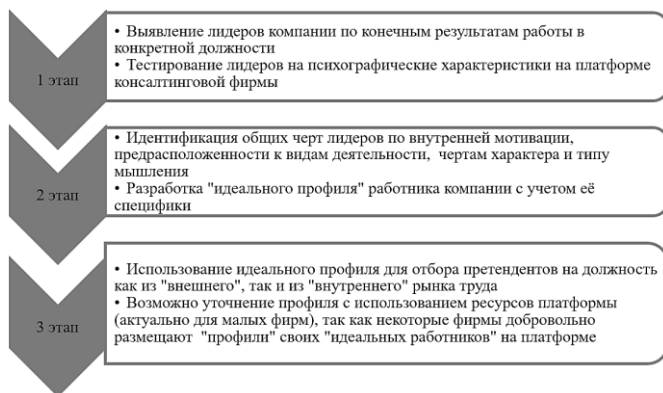 • Выявление лидеров компании по конечным результатам работы в
конкретной должности
• Тестирование лидеров на психографические характеристики на платформе
консалтинговой фирмы
1 этап
• Идентификация общих черт лидеров по внутренней мотивации,
предрасположенности к видам деятельности, чертам характера и типу
мышления
• Разработка "идеального профиля" работника компании с учетом её
специфики
2 этап
• Использование идеального профиля для отбора претендентов на должность
как из "внешнего", так и из "внутреннего" рынка труда
• Возможно уточнение профиля с использованием ресурсов платформы
(актуально для малых фирм), так как некоторые фирмы добровольно
размещают "профили" своих "идеальных работников" на платформе
3 этап